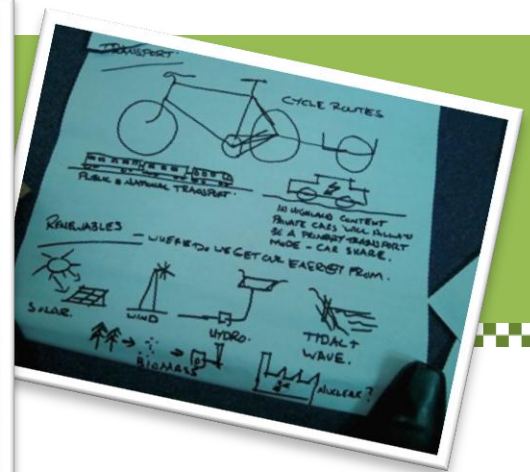 TRANSPORT.
CYCLE ROUTES
PUBLIC & NATIONAL TRANSPORT.
IN HIGHLAND CONTEXT
PRIVATE CARS WILL
BE A PRIMARY TRANSPORT
MODE - CAR SHARE.
RENEWABLES - WHERE DO WE GET OUR ENERGY FROM.
SOLAR.
WIND
HYDRO.
TIDAL +
WAVE.
BIOMASS
NUCLEAR?